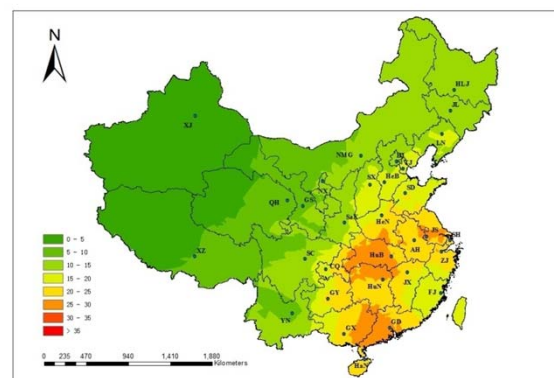 N
HLJ
JL
XJ
LN
NMG
BJ
TJ
HeB
SX
NX
SD
QH
GS
SaX
HeN
JS
SH
AH
XZ
SC
HuB
ZJ
CQ
HuN
JX
GY
FJ
YN
GX
GD
HaN
0 - 5
5 - 10
10 - 15
15 - 20
20 - 25
25 - 30
30 - 35
> 35
0 235 470 940 1,410 1,880
Kilometers